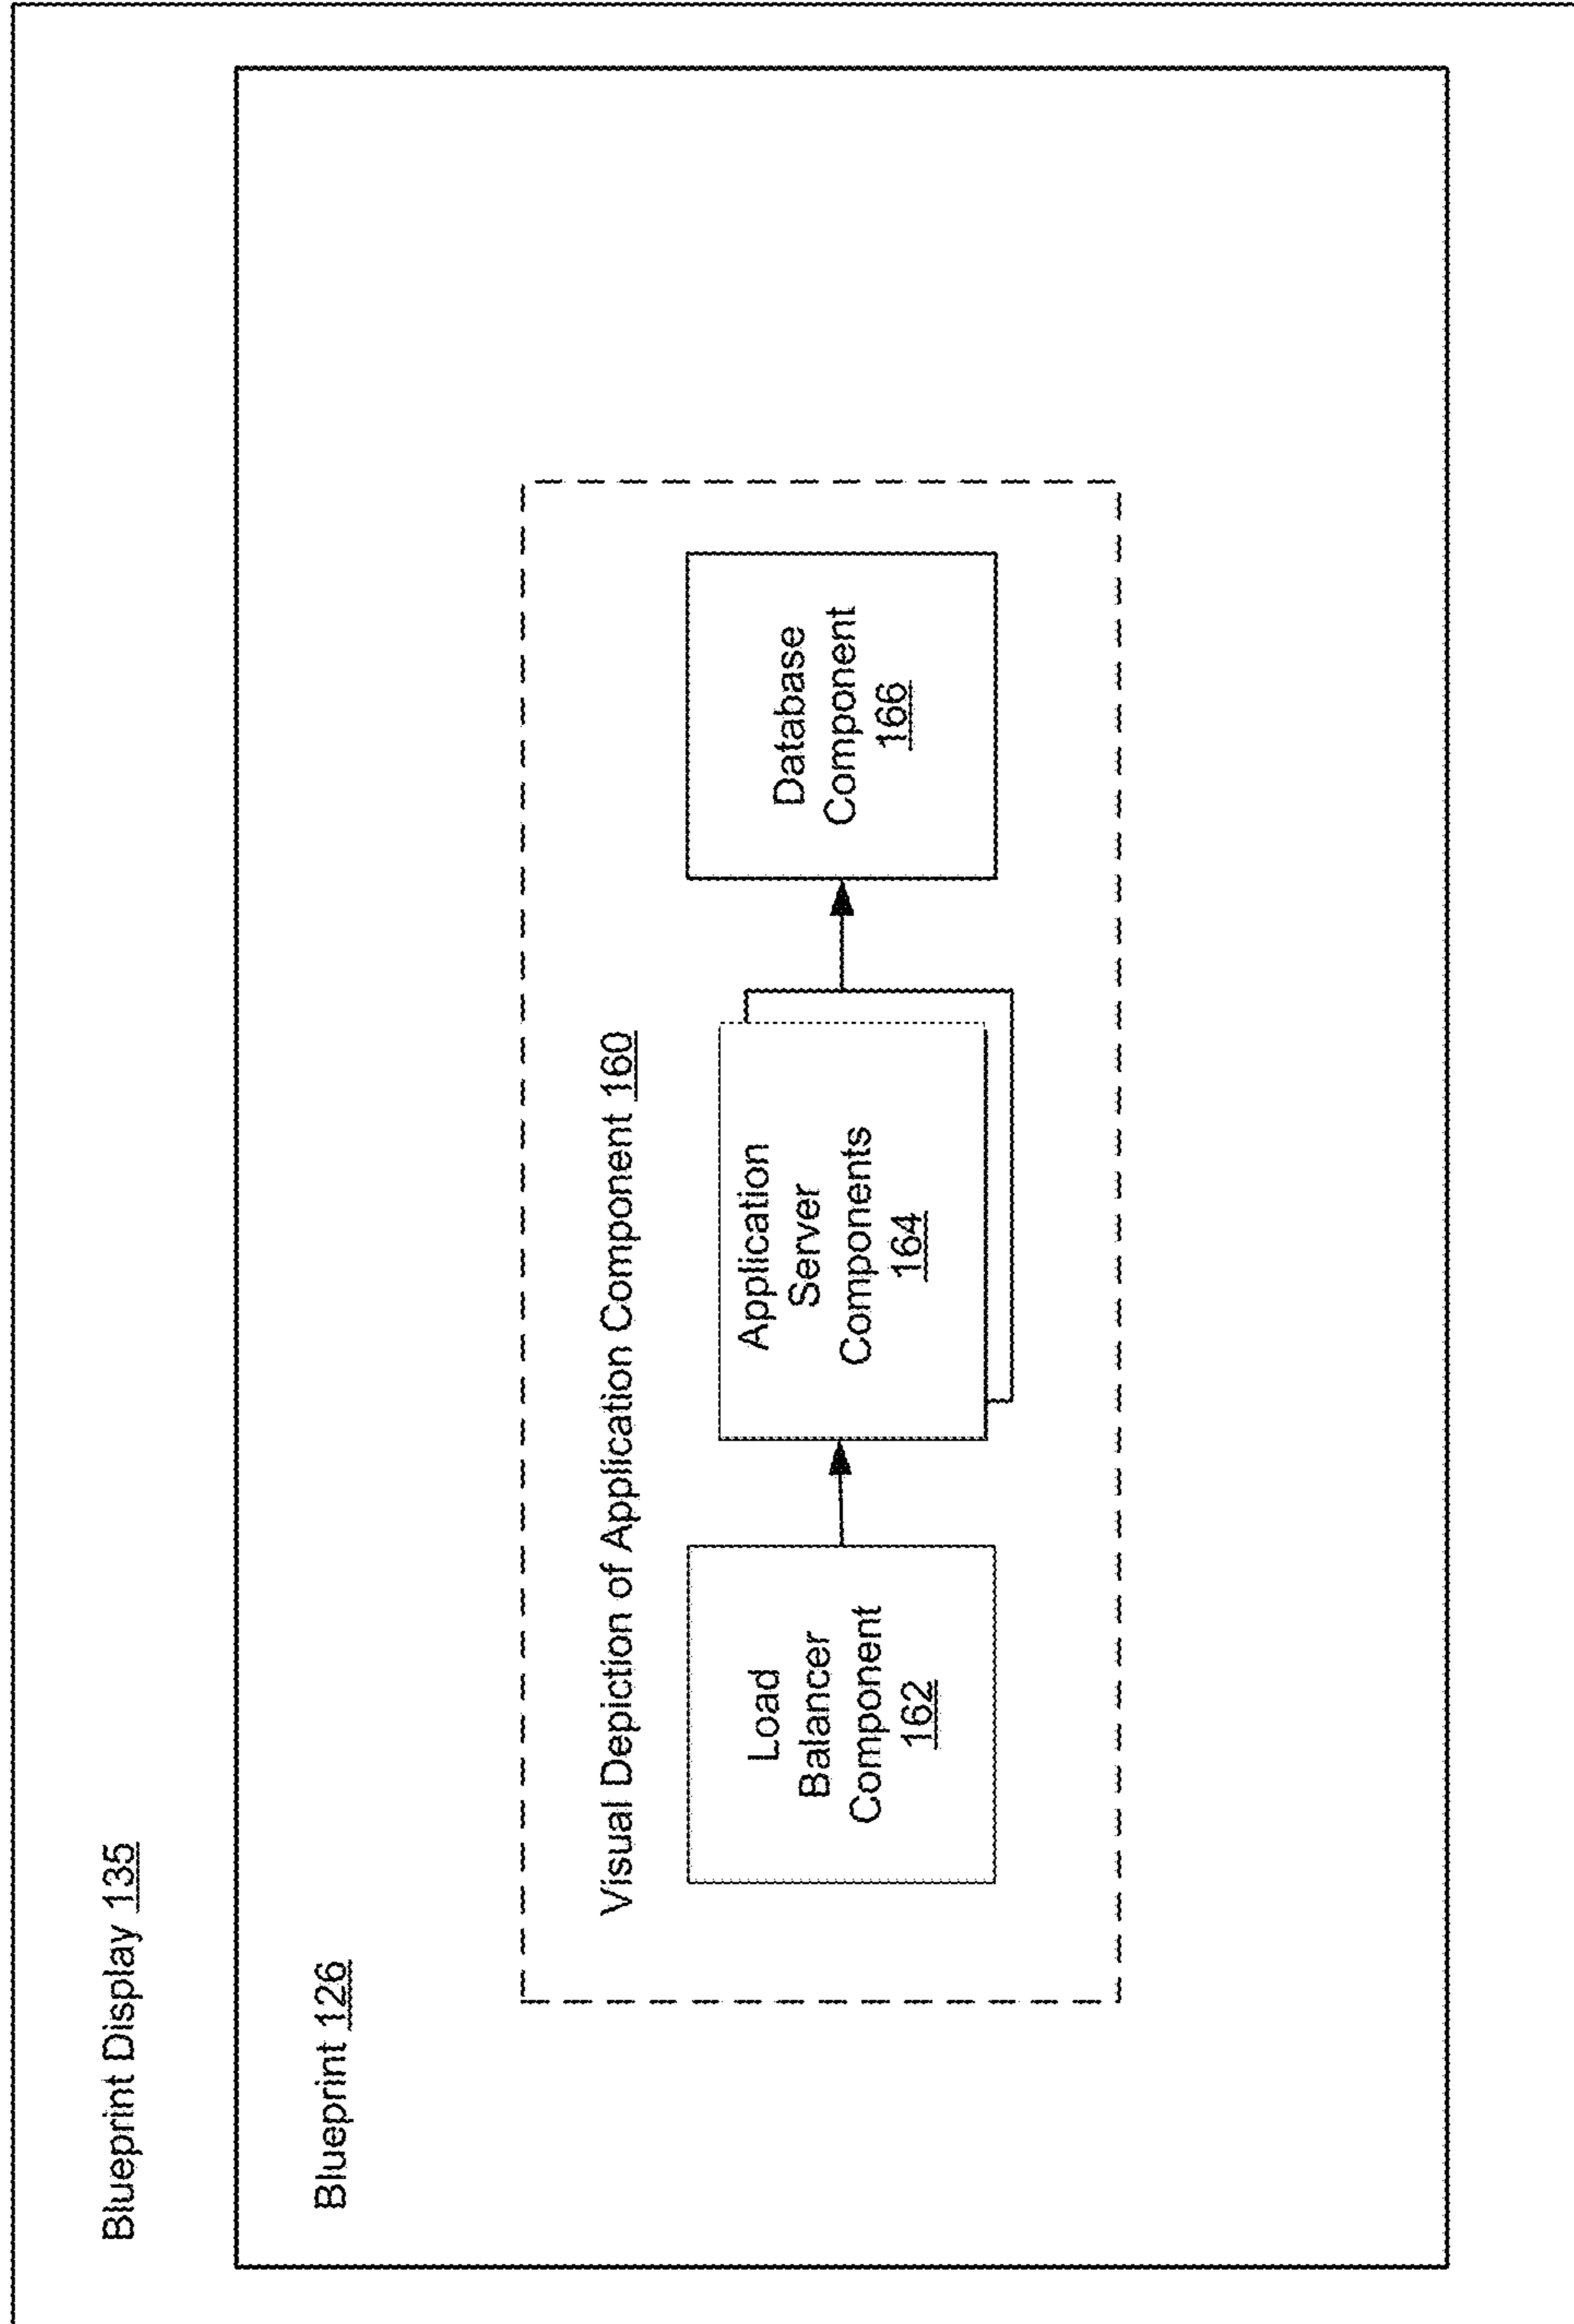 Blueprint Display 135
Blueprint 126
Visual Depiction of Application Component 160
Load
Balancer
Component
162
Application
Server
Components
164
Database
Component
166